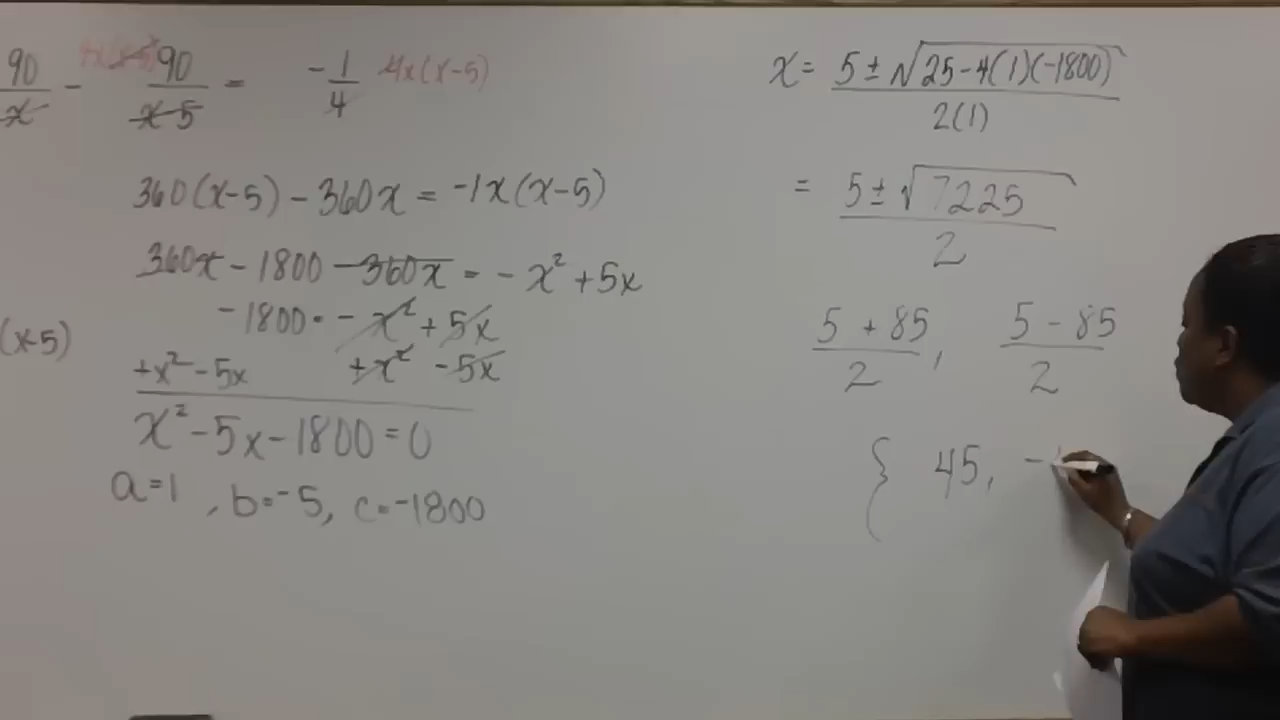 90/x - 4x(x-5) 90/x-5 = -1/4 4x(x-5)
360(x-5) - 360x = -1x(x-5)
360x - 1800 - 360x = - x² + 5x
-1800 = - x² + 5x
(x-5)
+x² - 5x +x² - 5x
x² - 5x - 1800 = 0
a=1, b=-5, c=-1800
x = 5 ± √25-4(1)(-1800) / 2(1)
= 5 ± √7225 / 2
5 + 85 / 2, 5 - 85 / 2
{ 45, -